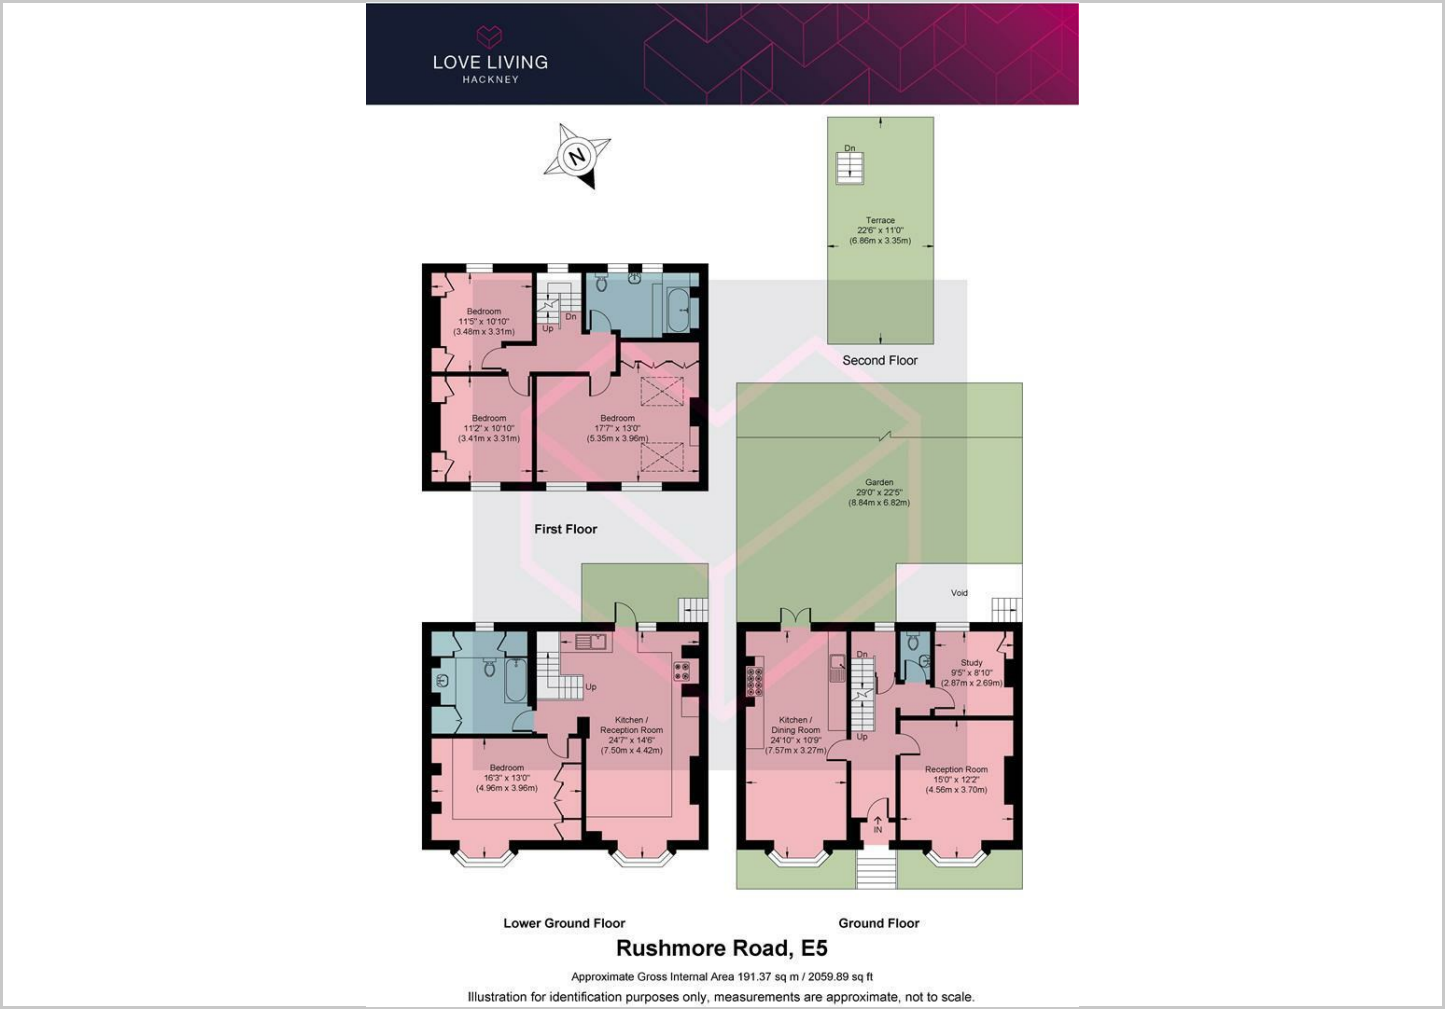 LOVE LIVING
HACKNEY
N
Dn
Terrace
22'6" x 11'0"
(6.86m x 3.35m)
Second Floor
Bedroom
11'5" x 10'10"
(3.48m x 3.31m)
Up
Dn
Bedroom
11'2" x 10'10"
(3.41m x 3.31m)
Bedroom
17'7" x 13'0"
(5.35m x 3.96m)
First Floor
Garden
29'0" x 22'5"
(8.84m x 6.82m)
Void
Up
Kitchen /
Reception Room
24'7" x 14'6"
(7.50m x 4.42m)
Bedroom
16'3" x 13'0"
(4.96m x 3.96m)
Lower Ground Floor
Dn
Study
9'5" x 8'10"
(2.87m x 2.69m)
Kitchen /
Dining Room
24'10" x 10'9"
(7.57m x 3.27m)
Up
Reception Room
15'0" x 12'2"
(4.56m x 3.70m)
IN
Ground Floor
Rushmore Road, E5
Approximate Gross Internal Area 191.37 sq m / 2059.89 sq ft
Illustration for identification purposes only, measurements are approximate, not to scale.